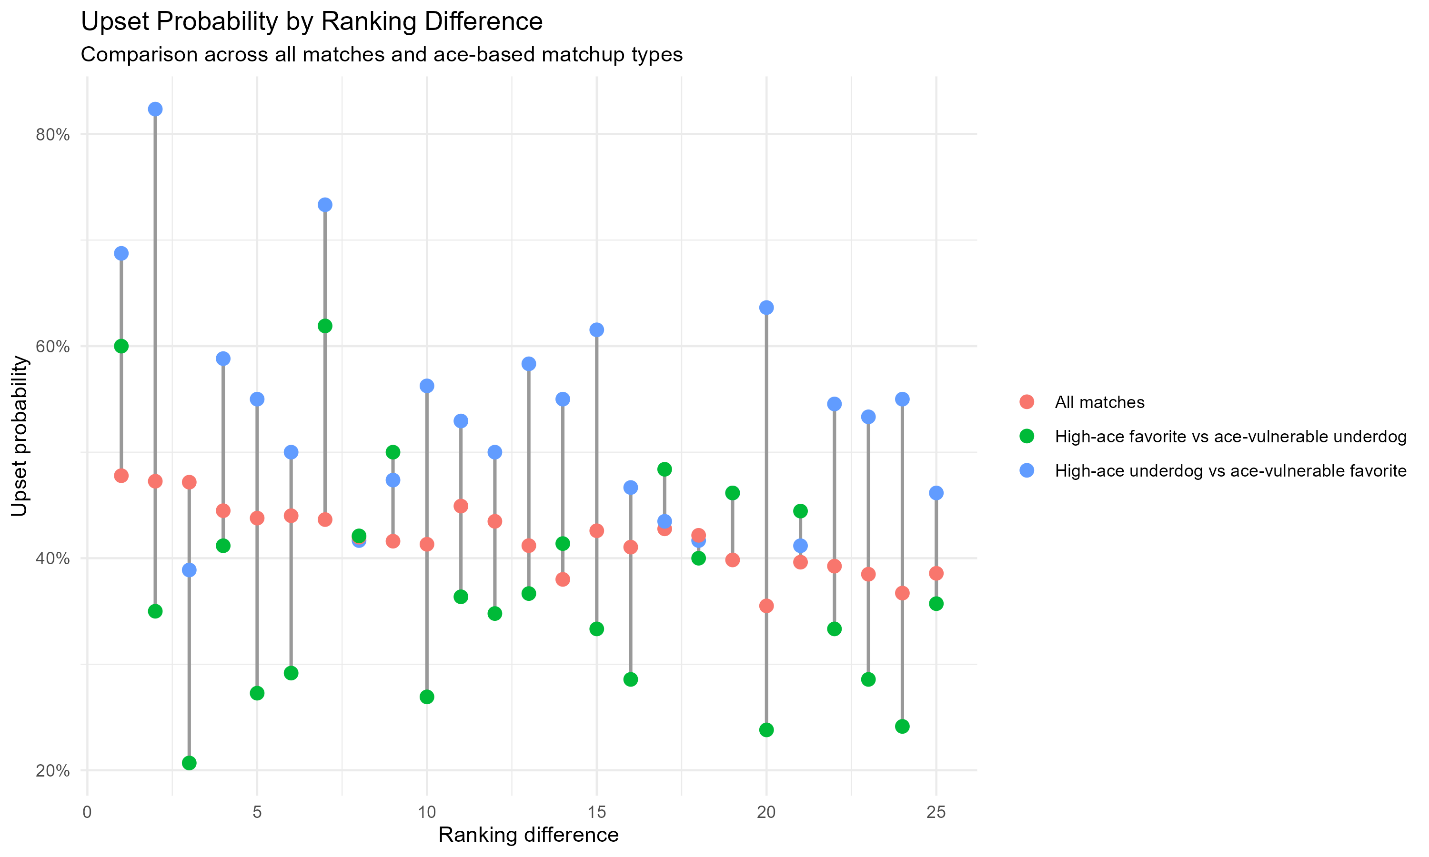 Upset Probability by Ranking Difference
Comparison across all matches and ace-based matchup types
Upset probability
80%
60%
40%
20%
0
5
10
15
20
25
Ranking difference
All matches
High-ace favorite vs ace-vulnerable underdog
High-ace underdog vs ace-vulnerable favorite